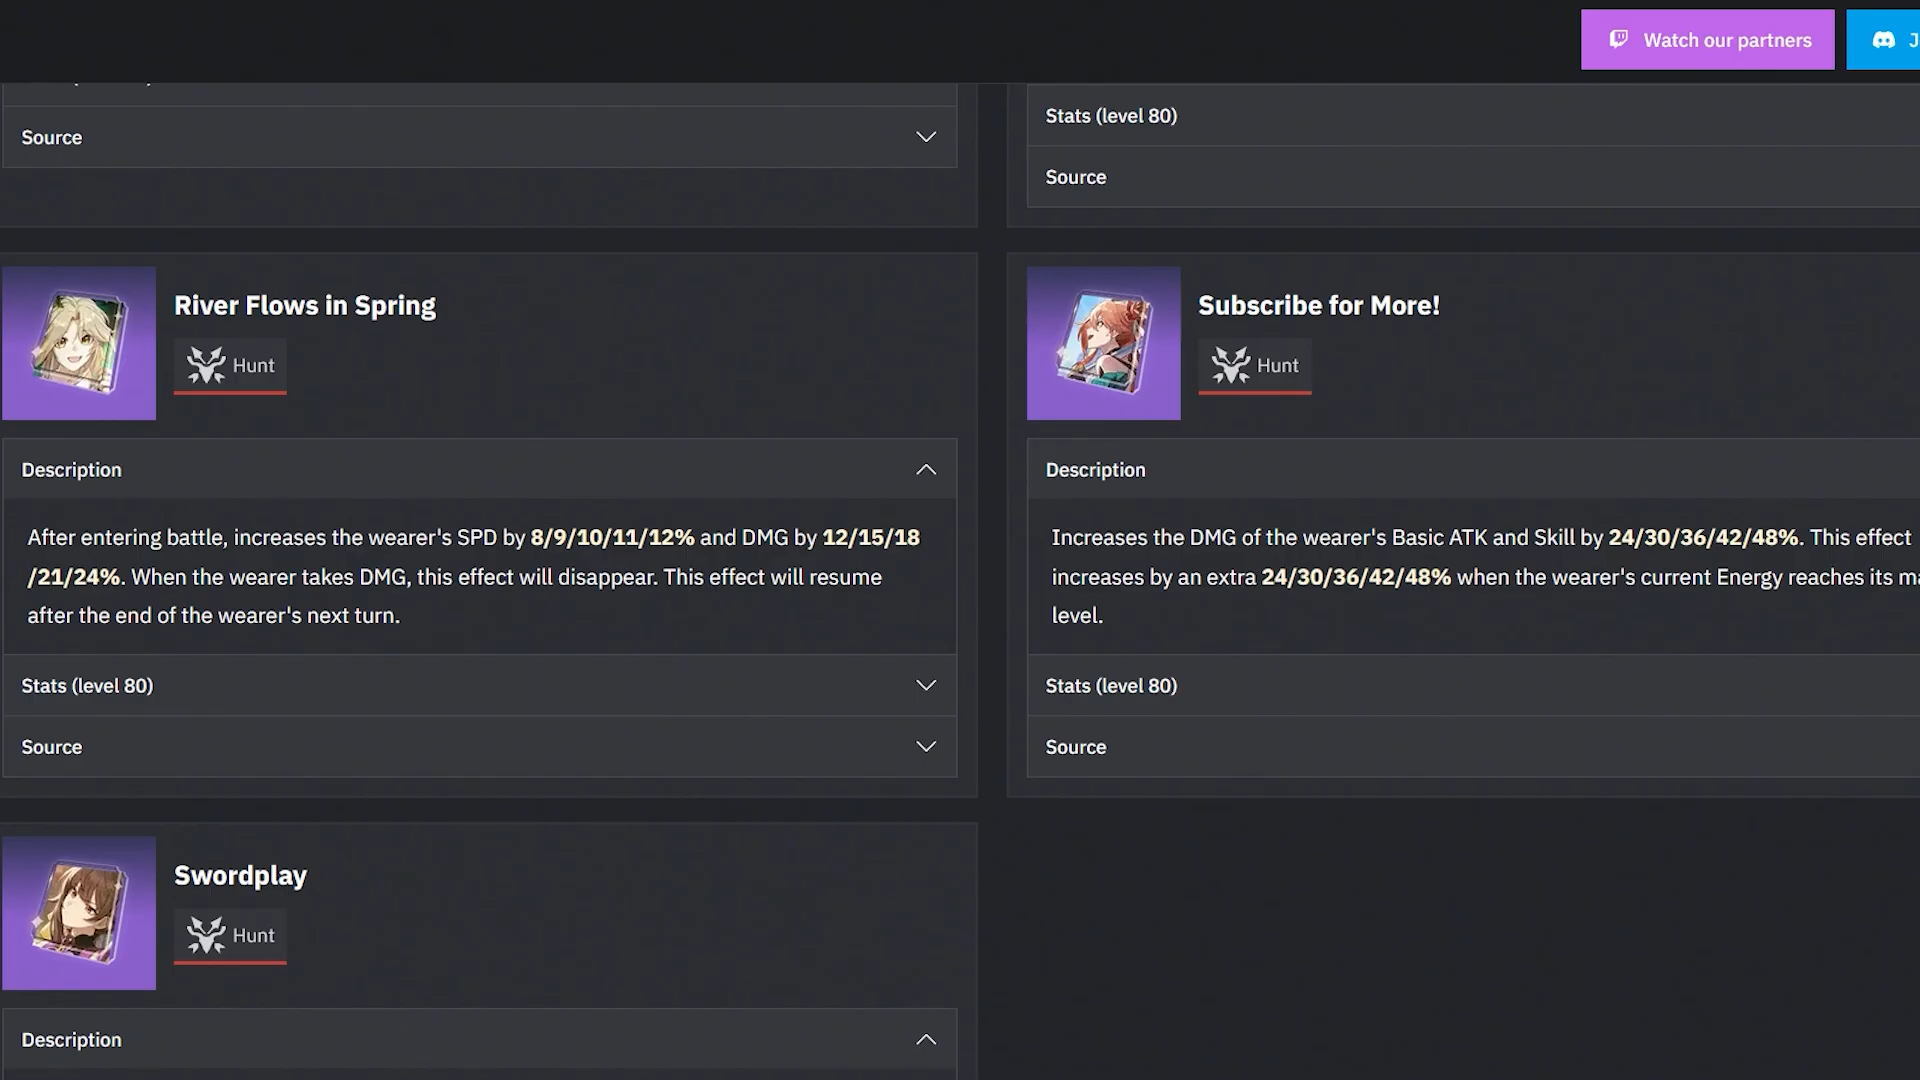 Watch our partners
J
Source
Stats (level 80)
Source
River Flows in Spring
Hunt
Description
After entering battle, increases the wearer's SPD by 8/9/10/11/12% and DMG by 12/15/18
/21/24%. When the wearer takes DMG, this effect will disappear. This effect will resume
after the end of the wearer's next turn.
Stats (level 80)
Source
Subscribe for More!
Hunt
Description
Increases the DMG of the wearer's Basic ATK and Skill by 24/30/36/42/48%. This effect
increases by an extra 24/30/36/42/48% when the wearer's current Energy reaches its
level.
Stats (level 80)
Source
Swordplay
Hunt
Description